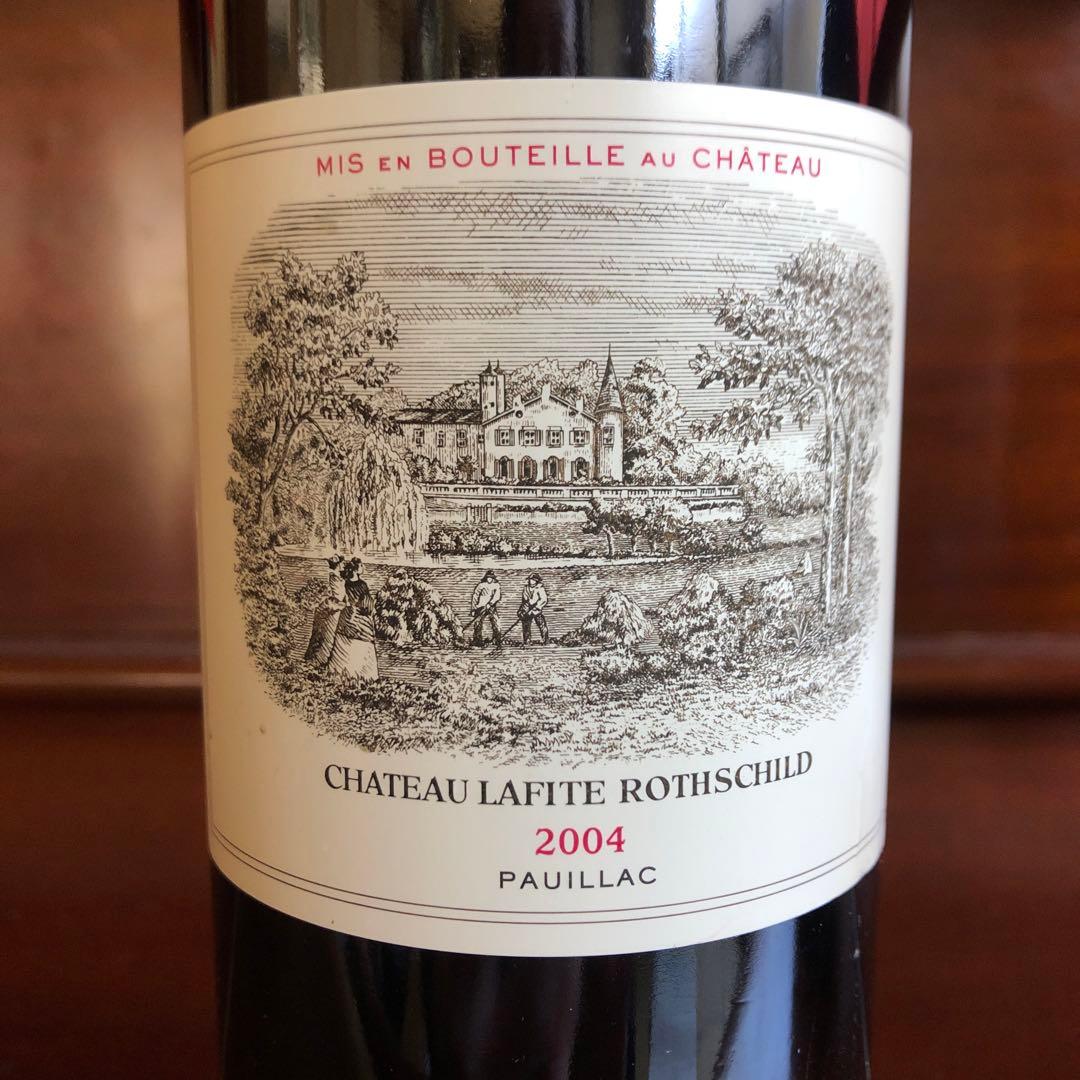 MIS EN BOUTEILLE AU CHÂTEAU
CHATEAU LAFITE ROTHSCHILD
2004
PAUILLAC